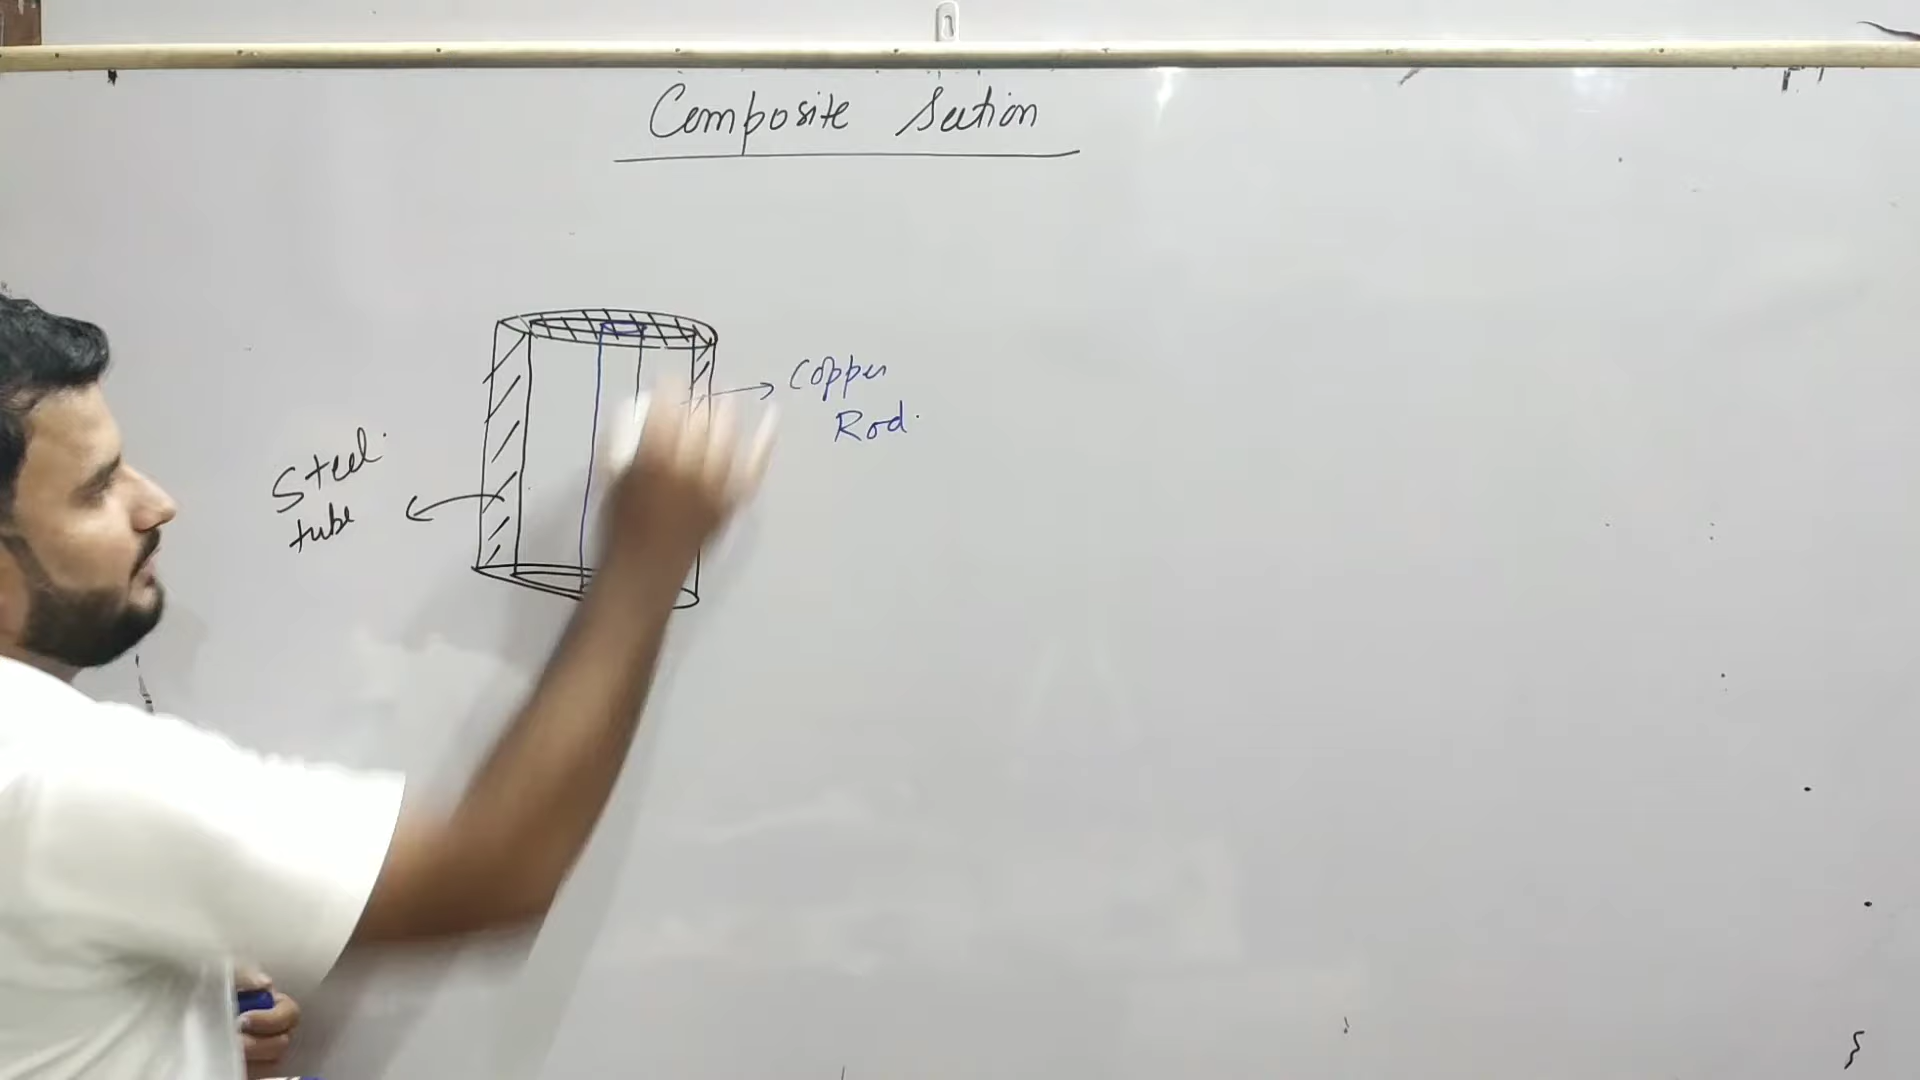 Composite Section
Copper
Rod.
Steel.
tube